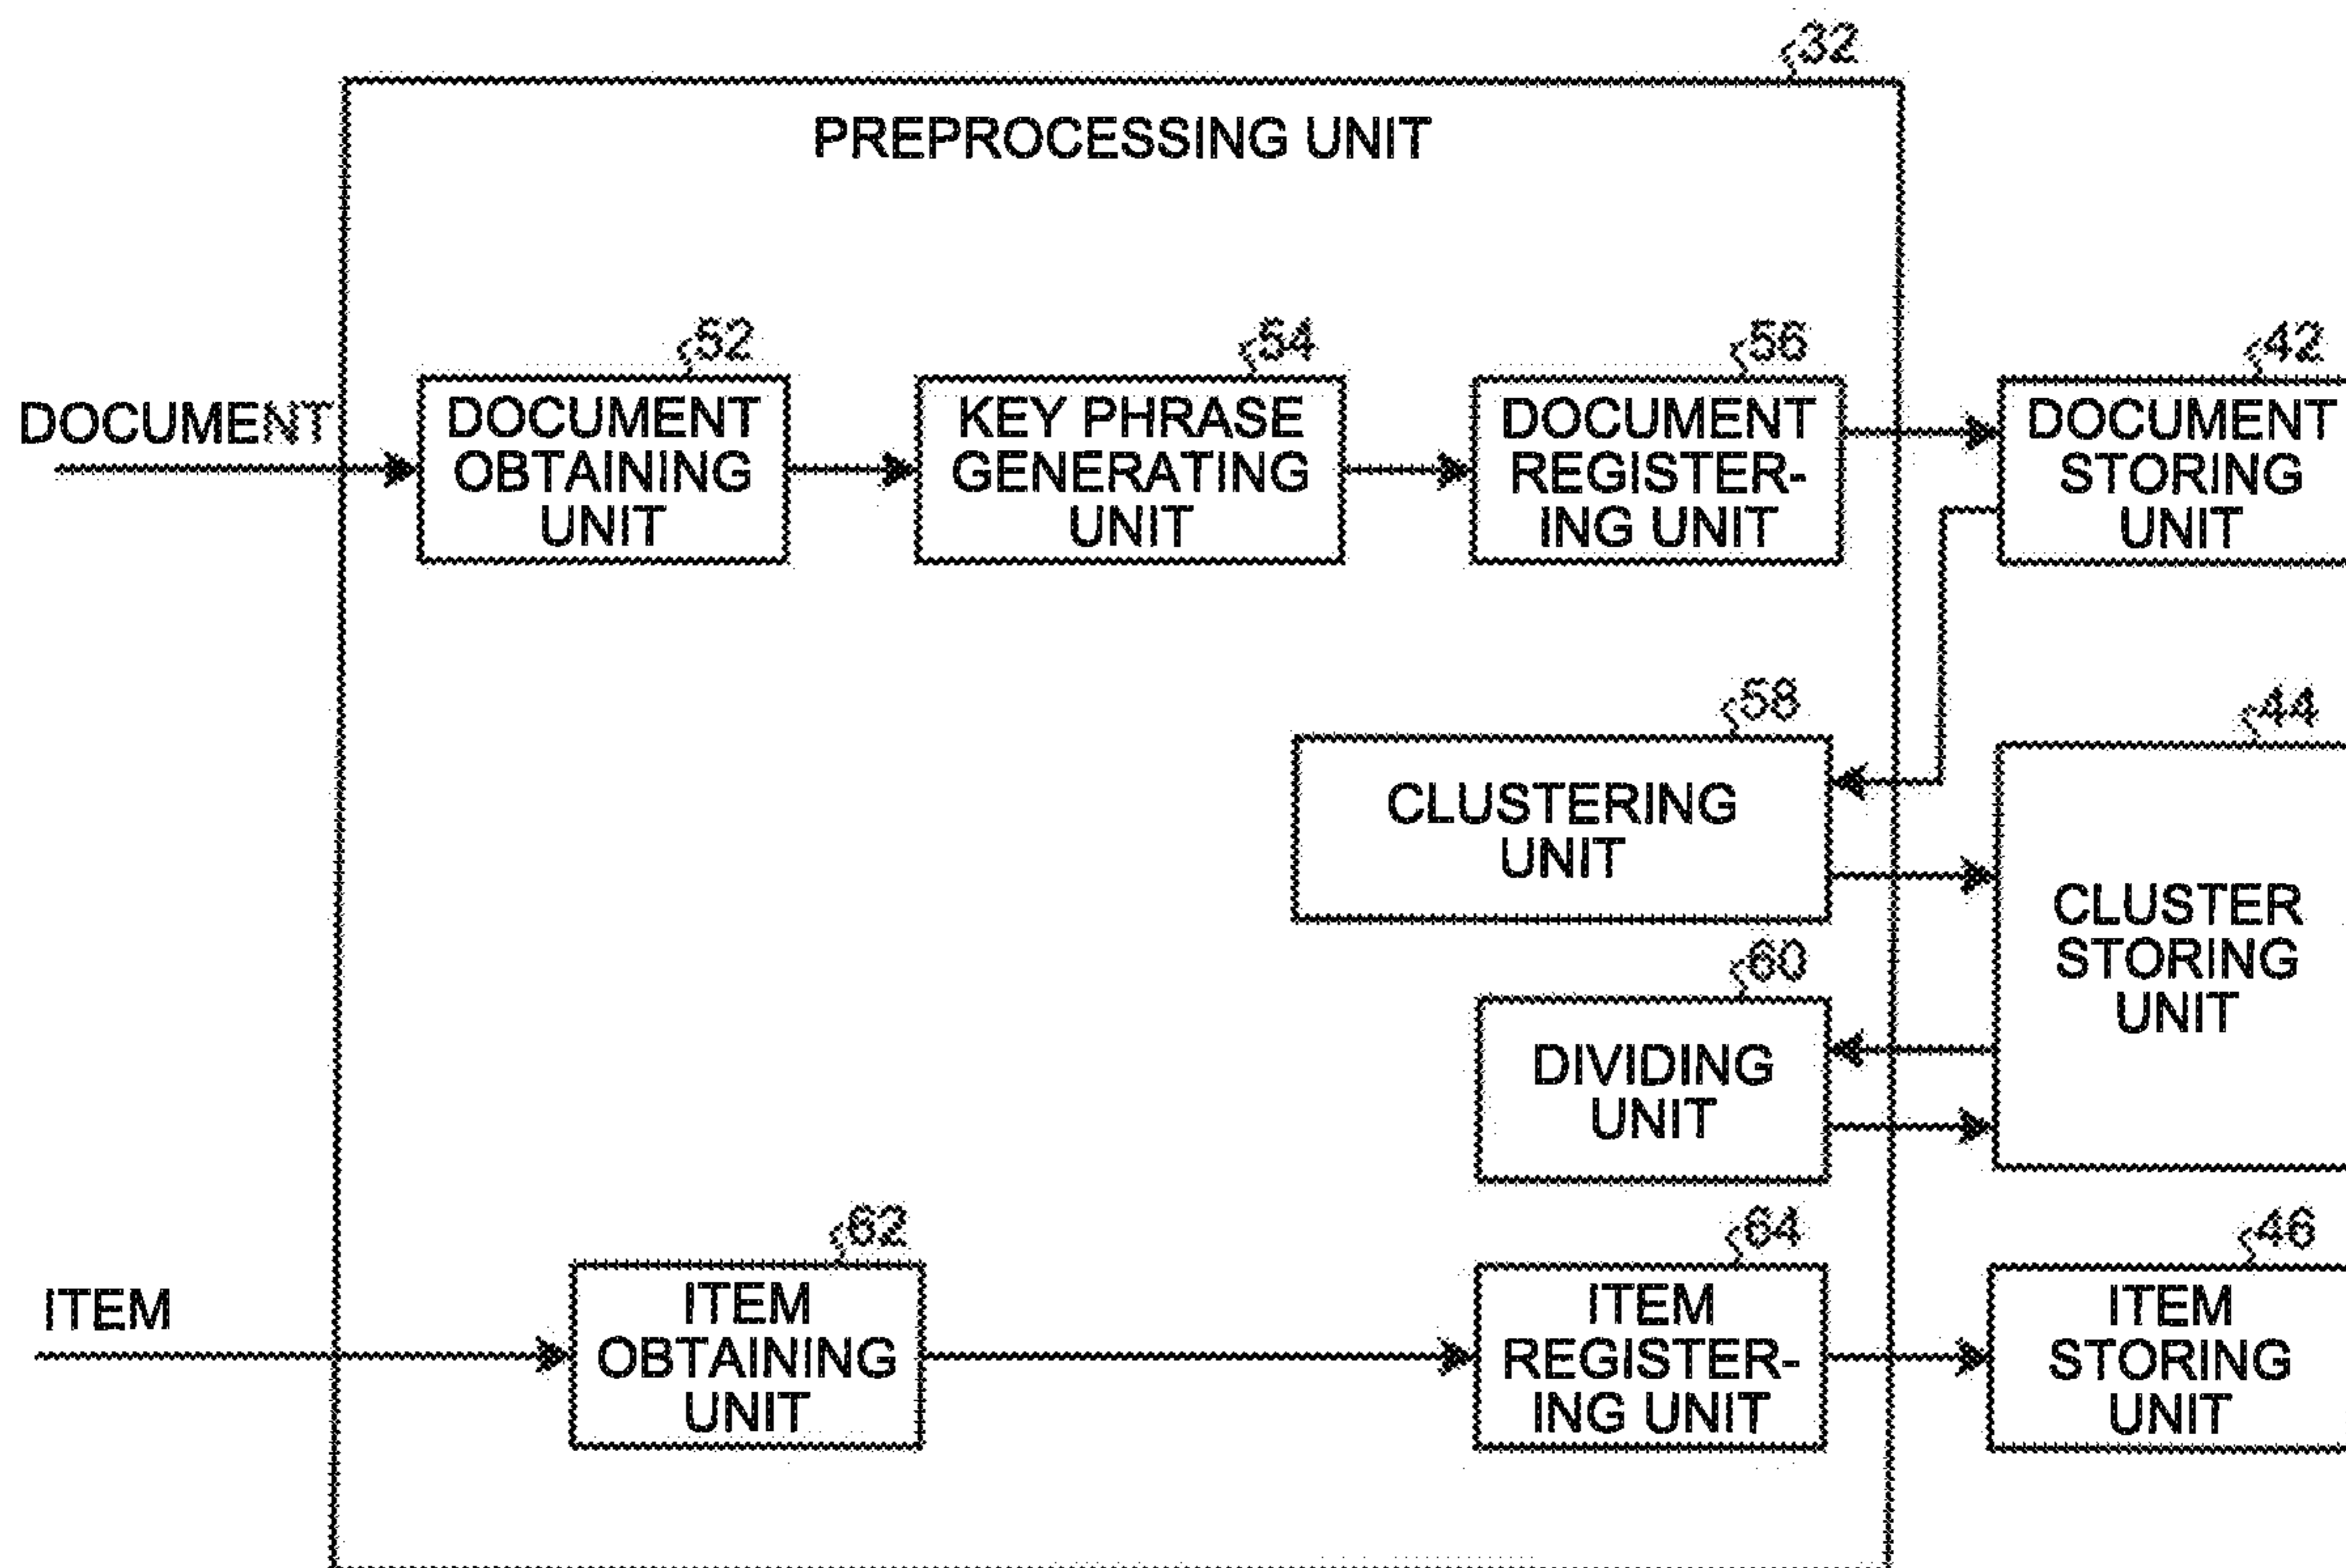 32
PREPROCESSING UNIT
52
54
56
42
DOCUMENT
DOCUMENT
OBTAINING
UNIT
KEY PHRASE
GENERATING
UNIT
DOCUMENT
REGISTER-
ING UNIT
DOCUMENT
STORING
UNIT
58
44
CLUSTERING
UNIT
CLUSTER
STORING
UNIT
60
DIVIDING
UNIT
62
64
46
ITEM
ITEM
OBTAINING
UNIT
ITEM
REGISTER-
ING UNIT
ITEM
STORING
UNIT